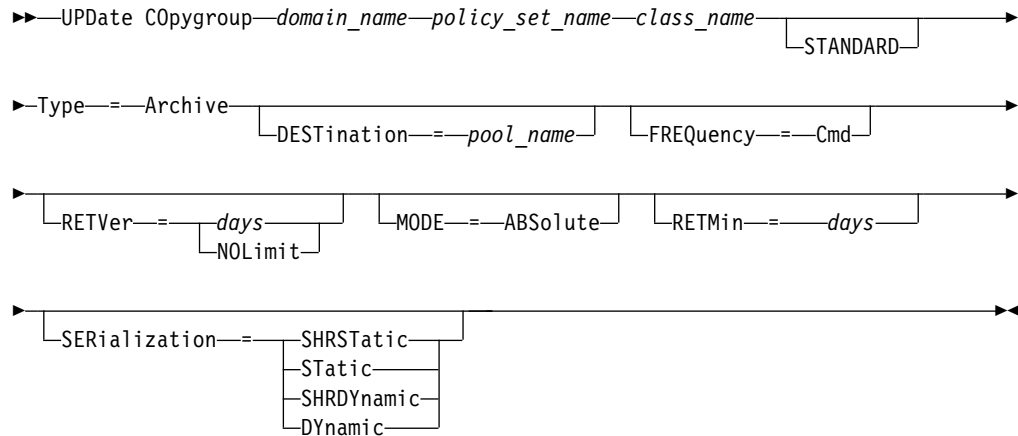 UPDate COpygroup domain_name policy_set_name class_name
STANDARD
Type = Archive
DESTination = pool_name
FREQuency = Cmd
RETVer = days
NOLimit
MODE = ABSolute
RETMin = days
SERialization = SHRSTatic
STatic
SHRDYnamic
DYnamic